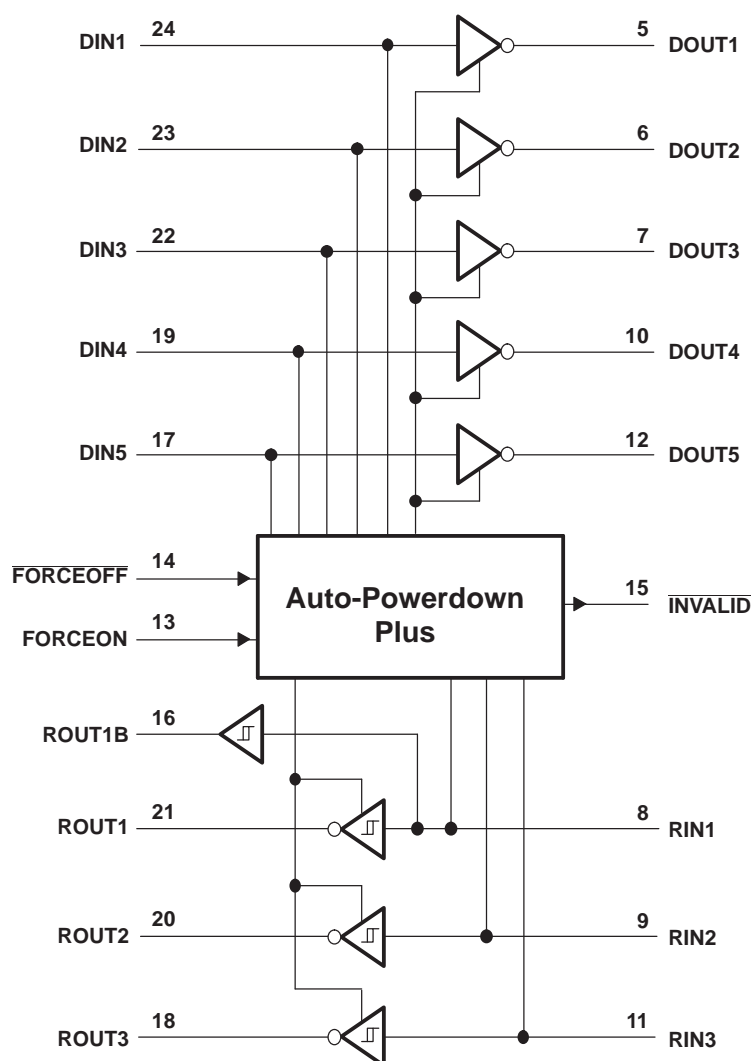 DIN1 24 5 DOUT1
DIN2 23 6 DOUT2
DIN3 22 7 DOUT3
DIN4 19 10 DOUT4
DIN5 17 12 DOUT5
FORCEOFF 14
Auto-Powerdown 15 INVALID
FORCEON 13
Plus
ROUT1B 16
ROUT1 21 8 RIN1
ROUT2 20 9 RIN2
ROUT3 18 11 RIN3